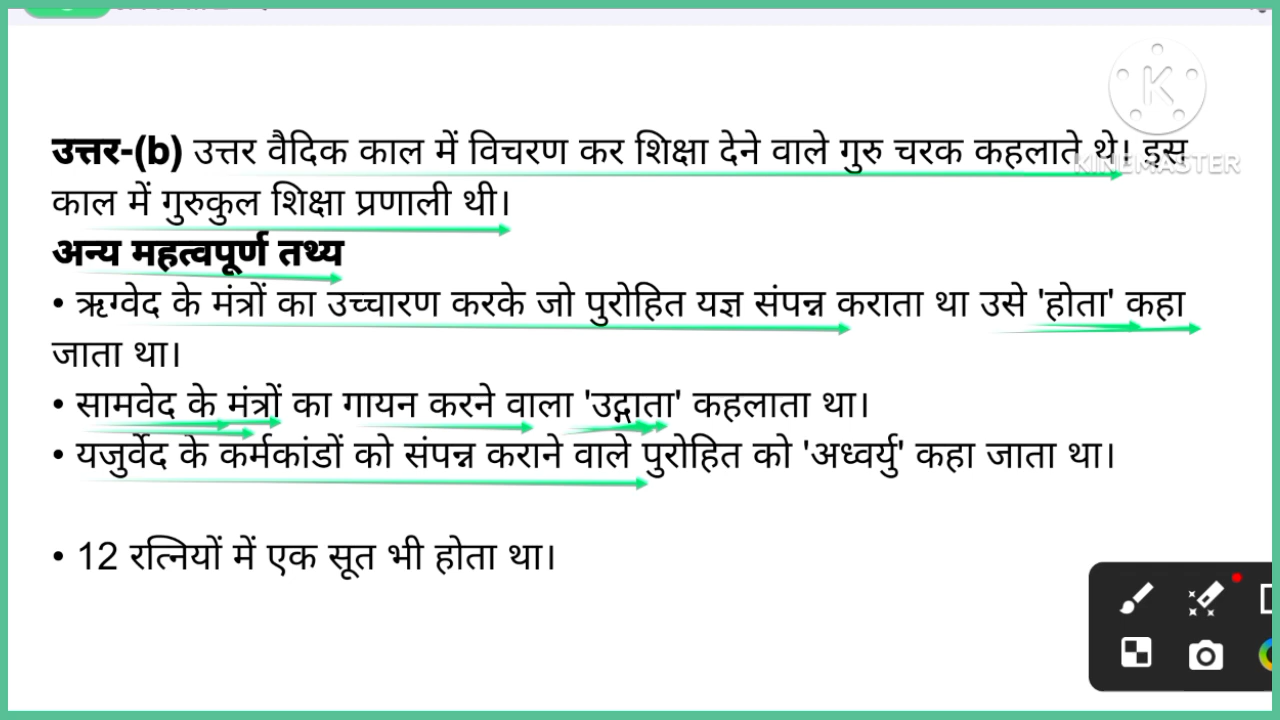 उत्तर-(b) उत्तर वैदिक काल में विचरण कर शिक्षा देने वाले गुरु चरक कहलाते थे। इस
काल में गुरुकुल शिक्षा प्रणाली थी।
अन्य महत्वपूर्ण तथ्य
• ऋग्वेद के मंत्रों का उच्चारण करके जो पुरोहित यज्ञ संपन्न कराता था उसे 'होता' कहा
जाता था।
• सामवेद के मंत्रों का गायन करने वाला 'उद्गाता' कहलाता था।
• यजुर्वेद के कर्मकांडों को संपन्न कराने वाले पुरोहित को 'अध्वर्यु' कहा जाता था।
• 12 रत्नियों में एक सूत भी होता था।
KINEMASTER